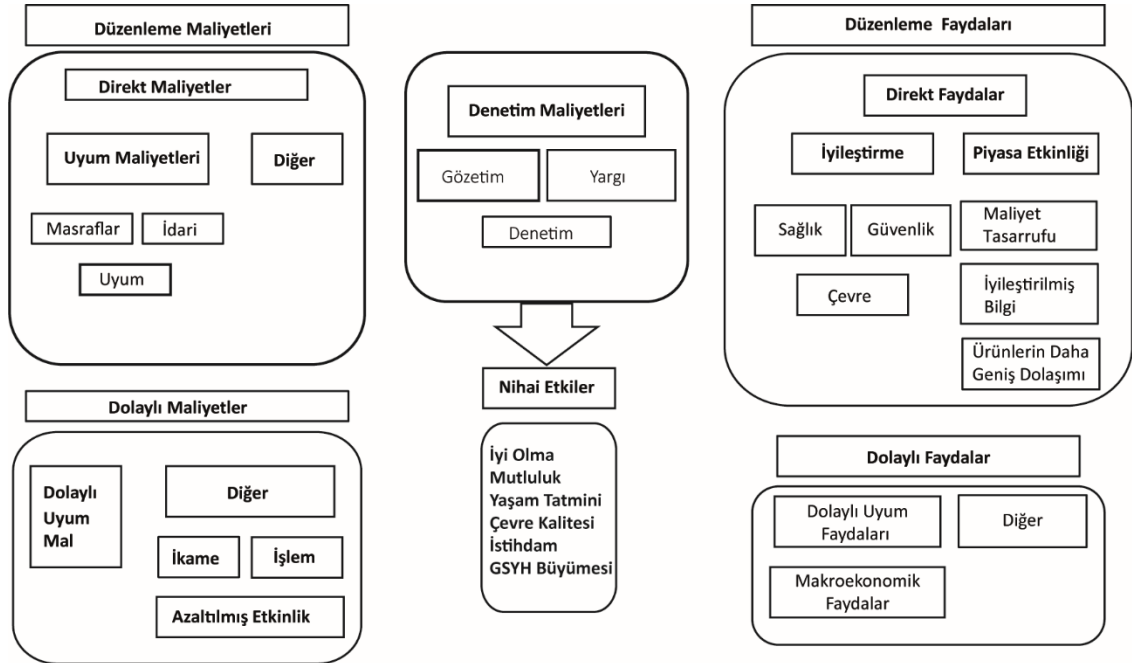 Düzenleme Maliyetleri
Direkt Maliyetler
Uyum Maliyetleri
Diğer
Masraflar
İdari
Uyum
Dolaylı Maliyetler
Dolaylı
Uyum
Mal
Diğer
İkame
İşlem
Azaltılmış Etkinlik
Denetim Maliyetleri
Gözetim
Yargı
Denetim
Nihai Etkiler
İyi Olma
Mutluluk
Yaşam Tatmini
Çevre Kalitesi
İstihdam
GSYH Büyümesi
Düzenleme Faydaları
Direkt Faydalar
İyileştirme
Piyasa Etkinliği
Sağlık
Güvenlik
Çevre
Maliyet
Tasarrufu
İyileştirilmiş
Bilgi
Ürünlerin Daha
Geniş Dolaşımı
Dolaylı Faydalar
Dolaylı Uyum
Faydaları
Diğer
Makroekonomik
Faydalar